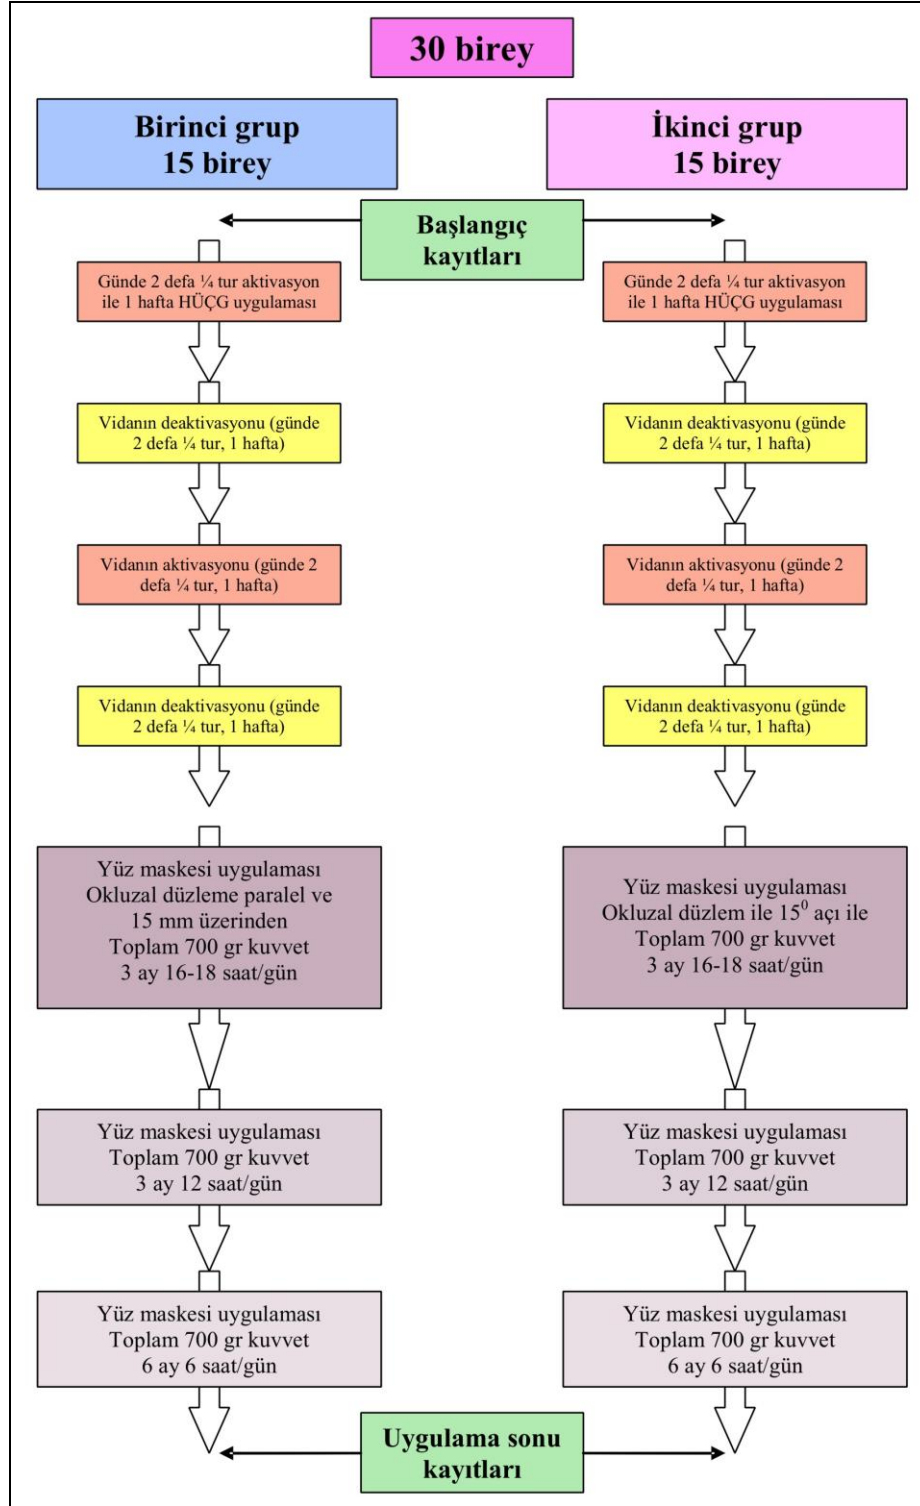 30 birey
Birinci grup
15 birey
İkinci grup
15 birey
Başlangıç
kayıtları
Günde 2 defa ¼ tur aktivasyon
ile 1 hafta HÜÇG uygulaması
Günde 2 defa ¼ tur aktivasyon
ile 1 hafta HÜÇG uygulaması
Vidanın deaktivasyonu (günde
2 defa ¼ tur, 1 hafta)
Vidanın deaktivasyonu (günde
2 defa ¼ tur, 1 hafta)
Vidanın aktivasyonu (günde 2
defa ¼ tur, 1 hafta)
Vidanın aktivasyonu (günde 2
defa ¼ tur, 1 hafta)
Vidanın deaktivasyonu (günde
2 defa ¼ tur, 1 hafta)
Vidanın deaktivasyonu (günde
2 defa ¼ tur, 1 hafta)
Yüz maskesi uygulaması
Okluzal düzleme paralel ve
15 mm üzerinden
Toplam 700 gr kuvvet
3 ay 16-18 saat/gün
Yüz maskesi uygulaması
Okluzal düzlem ile 15⁰ açı ile
Toplam 700 gr kuvvet
3 ay 16-18 saat/gün
Yüz maskesi uygulaması
Toplam 700 gr kuvvet
3 ay 12 saat/gün
Yüz maskesi uygulaması
Toplam 700 gr kuvvet
3 ay 12 saat/gün
Yüz maskesi uygulaması
Toplam 700 gr kuvvet
6 ay 6 saat/gün
Yüz maskesi uygulaması
Toplam 700 gr kuvvet
6 ay 6 saat/gün
Uygulama sonu
kayıtları